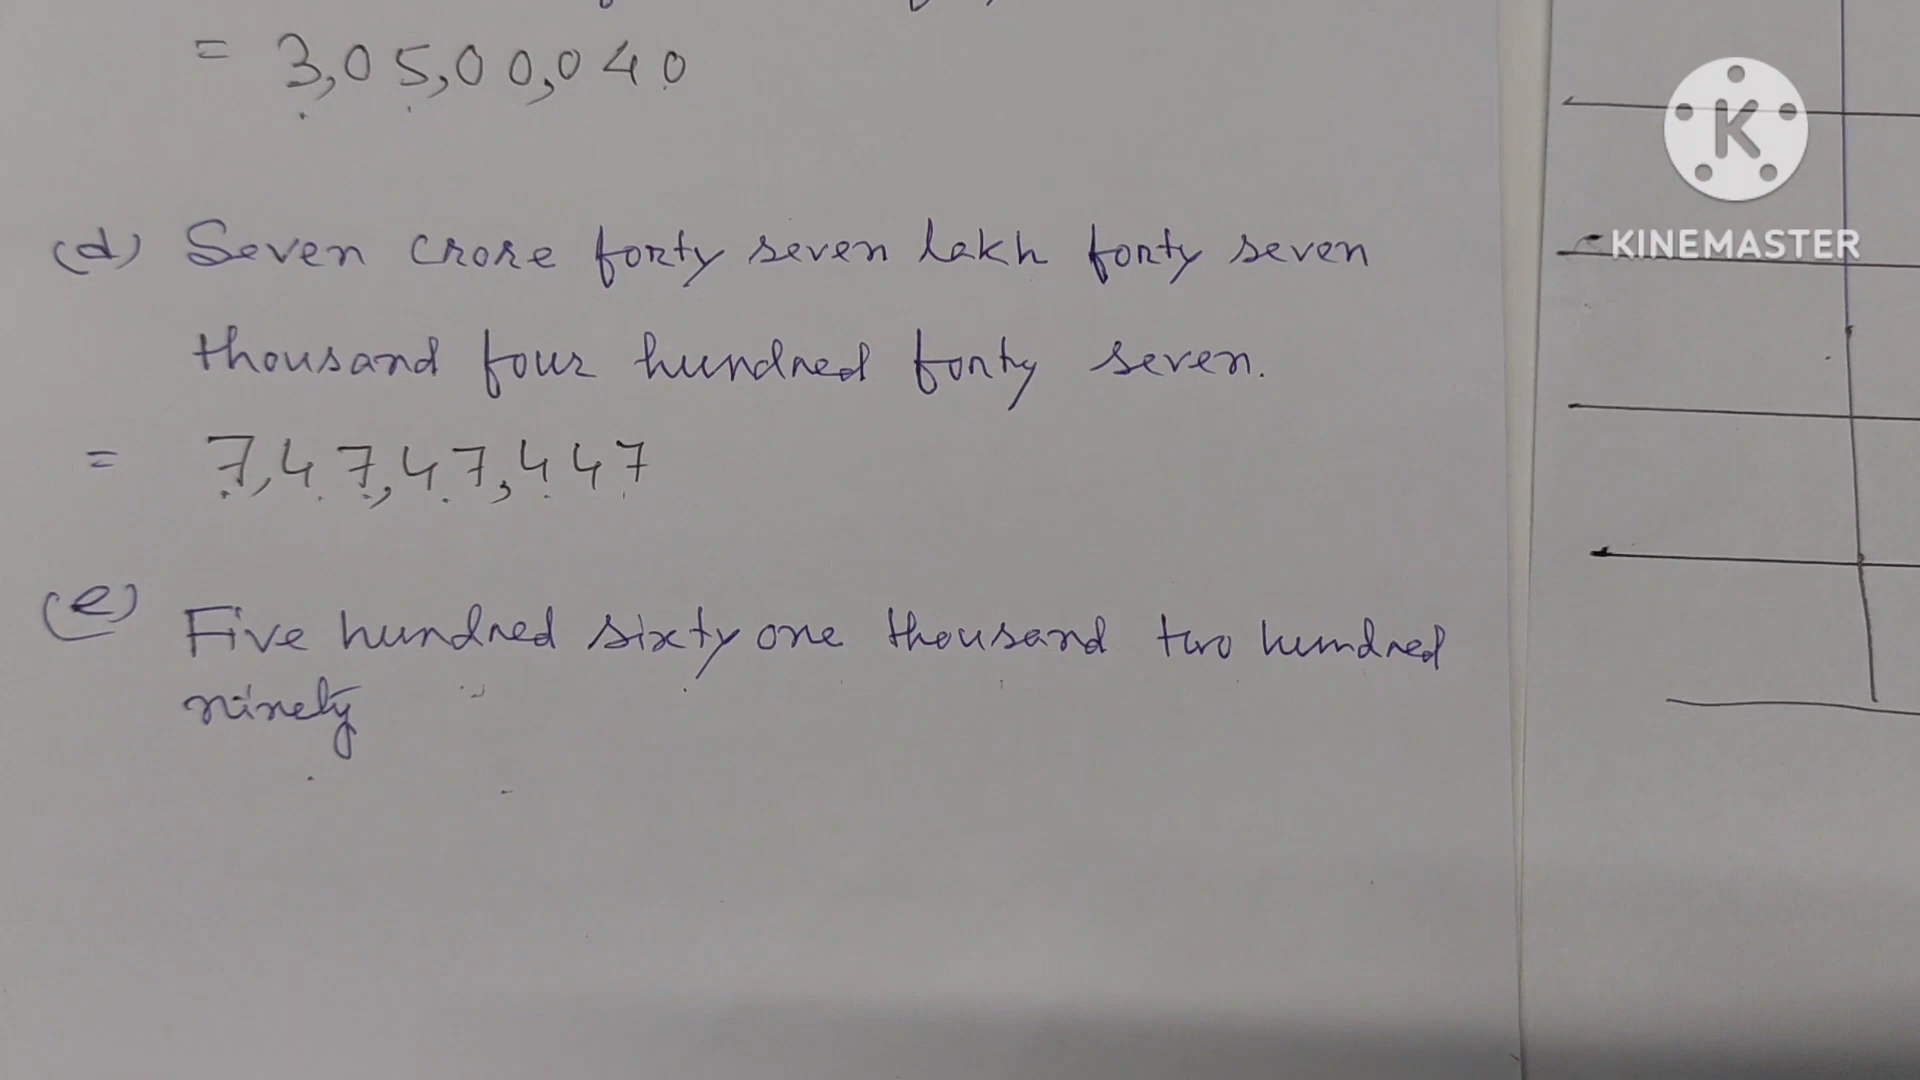 = 3,05,00,040
(d) Seven crore forty seven lakh forty seven
thousand four hundred forty seven.
= 7,47,47,447
(e) Five hundred sixty one thousand two hundred
ninety
K
KINEMASTER